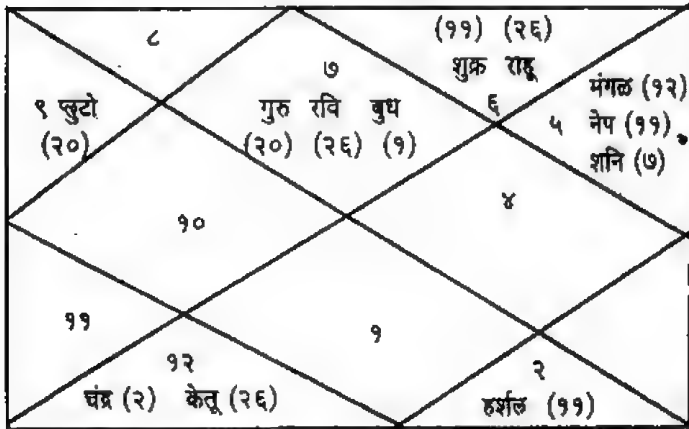 ८
(११) (२६)
शुक्र राहू
६
७
गुरु रवि बुध
(२०) (२६) (१)
९ प्लुटो
(२०)
५
मंगळ (१२)
नेप (११)
शनि (७)
४
१०
११
१
१२
चंद्र (२) केतू (२६)
२
हर्शल (११)